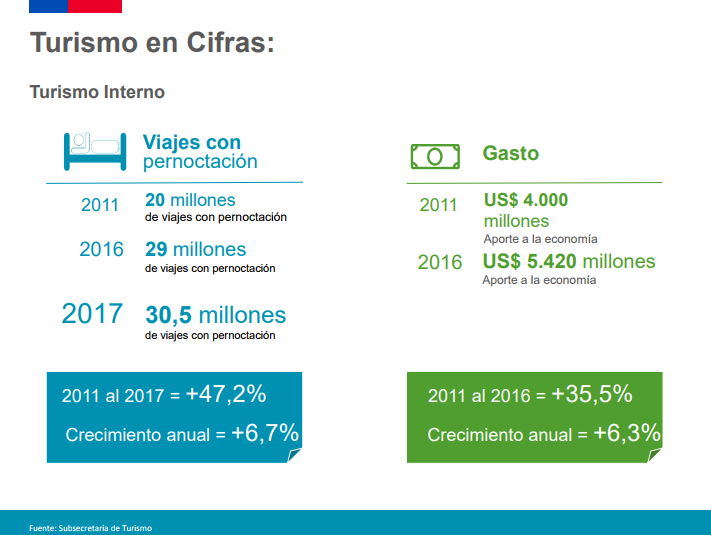 Turismo en Cifras:
Turismo Interno
Viajes con
pernoctación
2011
20 millones
de viajes con pernoctación
2016
29 millones
de viajes con pernoctación
2017
30,5 millones
de viajes con pernoctación
2011 al 2017 = +47,2%
Crecimiento anual = +6,7%
Gasto
2011
US$ 4.000
millones
Aporte a la economía
2016
US$ 5.420 millones
Aporte a la economía
2011 al 2016 = +35,5%
Crecimiento anual = +6,3%
Fuente: Subsecretaría de Turismo